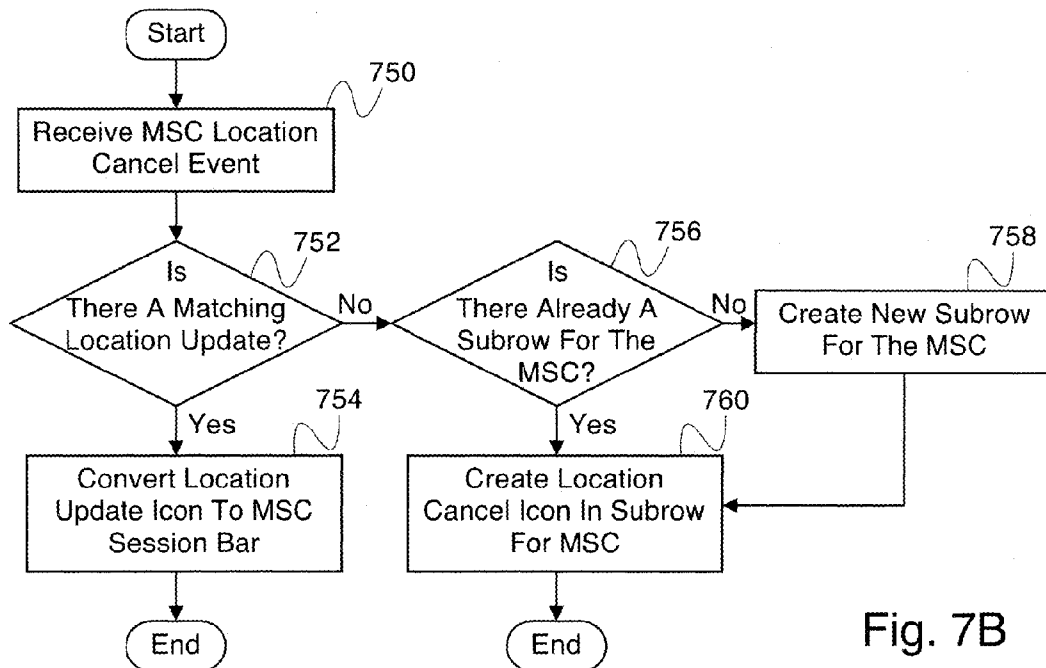 Start
750
Receive MSC Location
Cancel Event
752
Is
There A Matching
Location Update?
No
Yes
754
Convert Location
Update Icon To MSC
Session Bar
End
756
Is
There Already A
Subrow For The
MSC?
No
Yes
758
Create New Subrow
For The MSC
760
Create Location
Cancel Icon In Subrow
For MSC
End
Fig. 7B